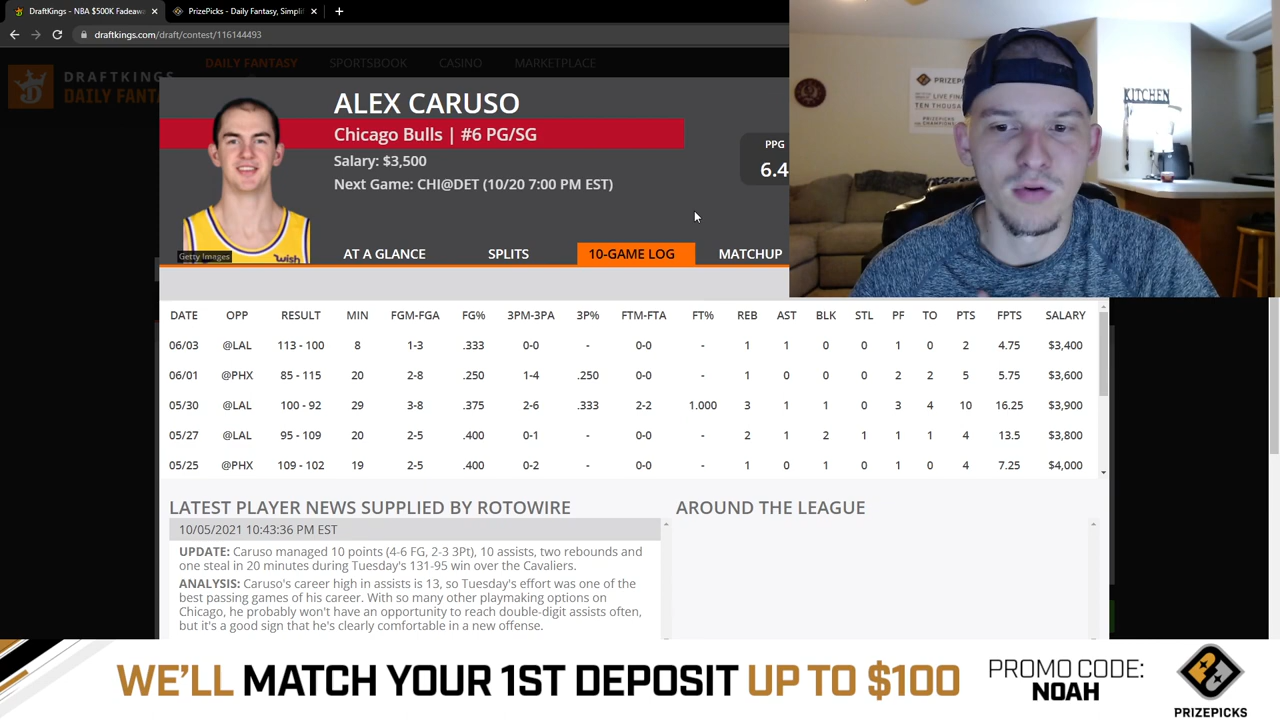 DraftKings - NBA $500K Fadeaw
PrizePicks - Daily Fantasy, Simplif
draftkings.com/draft/contest/116144493
DRAFTKINGS
DAILY FANTASY
SPORTSBOOK
CASINO
MARKETPLACE
DAILY FANTA
ALEX CARUSO
Chicago Bulls | #6 PG/SG
Salary: $3,500
Next Game: CHI@DET (10/20 7:00 PM EST)
PPG
6.4
Getty Images
wish
AT A GLANCE SPLITS 10-GAME LOG MATCHUP
DATE OPP RESULT MIN FGM-FGA FG% 3PM-3PA 3P% FTM-FTA FT% REB AST BLK STL PF TO PTS FPTS SALARY
06/03 @LAL 113 - 100 8 1-3 .333 0-0 - 0-0 - 1 1 0 0 1 0 2 4.75 $3,400
06/01 @PHX 85 - 115 20 2-8 .250 1-4 .250 0-0 - 1 0 0 0 2 2 5 5.75 $3,600
05/30 @LAL 100 - 92 29 3-8 .375 2-6 .333 2-2 1.000 3 1 1 0 3 4 10 16.25 $3,900
05/27 @LAL 95 - 109 20 2-5 .400 0-1 - 0-0 - 2 1 2 1 1 1 4 13.5 $3,800
05/25 @PHX 109 - 102 19 2-5 .400 0-2 - 0-0 - 1 0 1 0 1 0 4 7.25 $4,000
LATEST PLAYER NEWS SUPPLIED BY ROTOWIRE
10/05/2021 10:43:36 PM EST
UPDATE: Caruso managed 10 points (4-6 FG, 2-3 3Pt), 10 assists, two rebounds and
one steal in 20 minutes during Tuesday's 131-95 win over the Cavaliers.
ANALYSIS: Caruso's career high in assists is 13, so Tuesday's effort was one of the
best passing games of his career. With so many other playmaking options on
Chicago, he probably won't have an opportunity to reach double-digit assists often,
but it's a good sign that he's clearly comfortable in a new offense.
AROUND THE LEAGUE
KITCHEN
WE'LL MATCH YOUR 1ST DEPOSIT UP TO $100
PROMO CODE:
NOAH
PRIZEPICKS